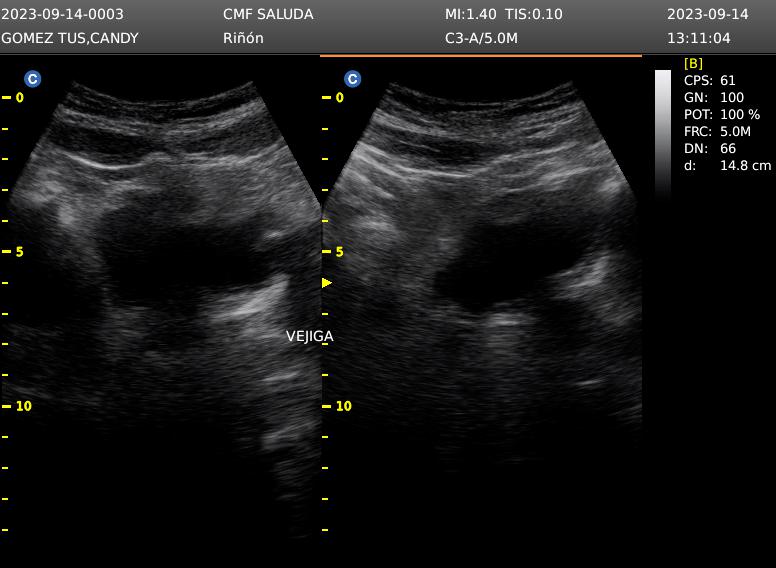 2023-09-14-0003 CMF SALUDA MI:1.40 TIS:0.10 2023-09-14
GOMEZ TUS,CANDY Riñón C3-A/5.0M 13:11:04
C C
[B]
CPS: 61
GN: 100
POT: 100 %
FRC: 5.0M
DN: 66
d: 14.8 cm
0 0
5 5
VEJIGA
10 10